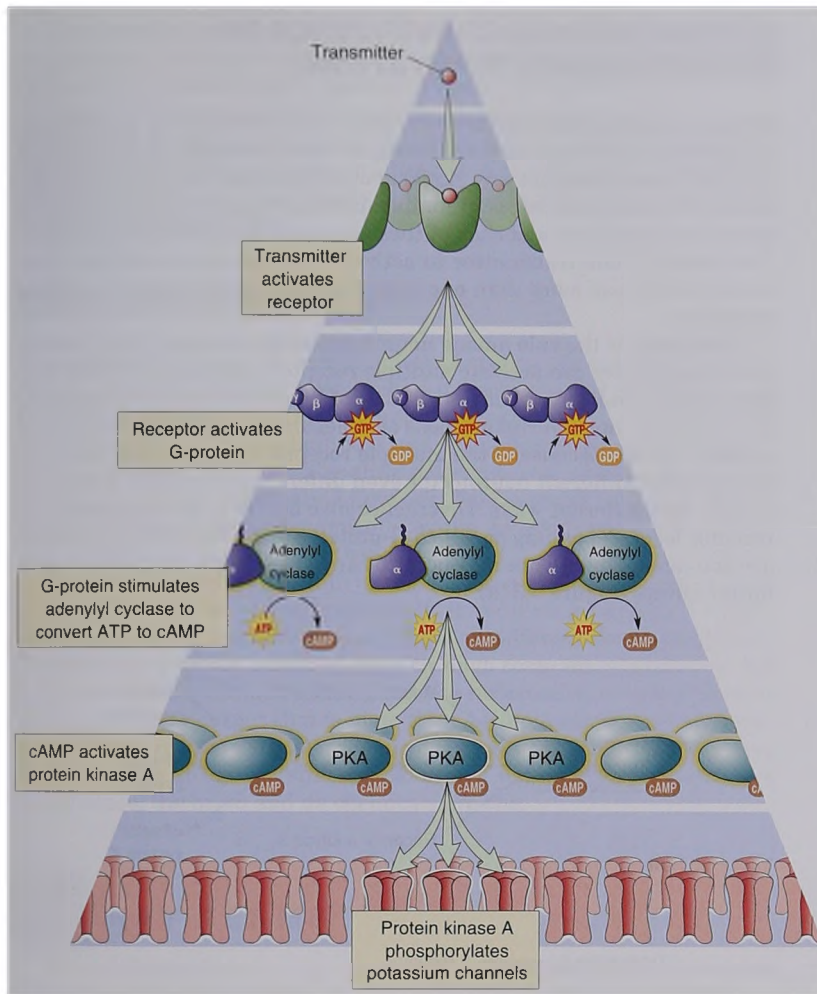 Transmitter
Transmitter
activates
receptor
γ β α γ β α γ β α
GTP GTP GTP
Receptor activates
G-protein
GDP GDP GDP
Adenylyl
cyclase
α
Adenylyl
cyclase
α
Adenylyl
cyclase
G-protein stimulates
adenylyl cyclase to
convert ATP to cAMP
ATP cAMP ATP cAMP ATP cAMP
cAMP activates
protein kinase A
PKA PKA PKA
cAMP cAMP cAMP cAMP cAMP
Protein kinase A
phosphorylates
potassium channels